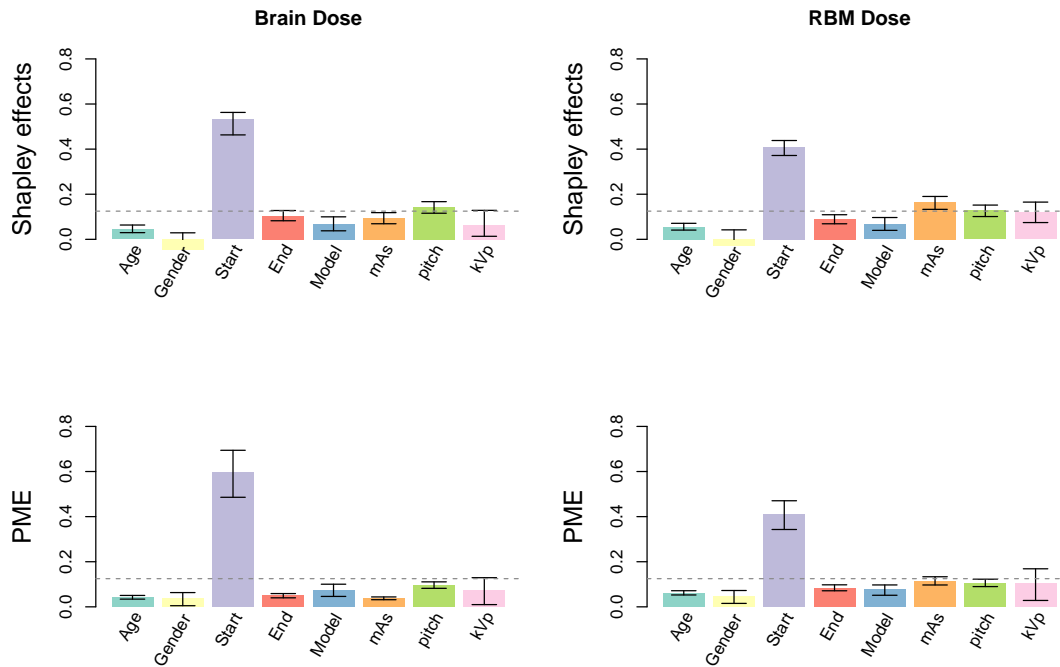 Brain Dose
RBM Dose
Shapley effects
0.0 0.2 0.4 0.6 0.8
Age Gender Start End Model mAs pitch kVp
Shapley effects
0.0 0.2 0.4 0.6 0.8
Age Gender Start End Model mAs pitch kVp
PME
0.0 0.2 0.4 0.6 0.8
Age Gender Start End Model mAs pitch kVp
PME
0.0 0.2 0.4 0.6 0.8
Age Gender Start End Model mAs pitch kVp